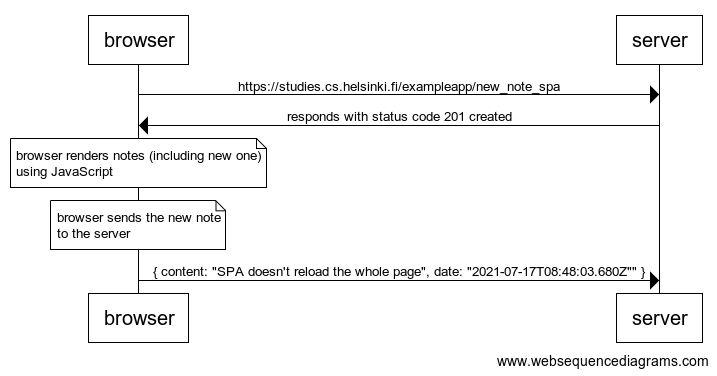 browser
server
https://studies.cs.helsinki.fi/exampleapp/new_note_spa
responds with status code 201 created
browser renders notes (including new one)
using JavaScript
browser sends the new note
to the server
{ content: "SPA doesn't reload the whole page", date: "2021-07-17T08:48:03.680Z"" }
browser
server
www.websequencediagrams.com